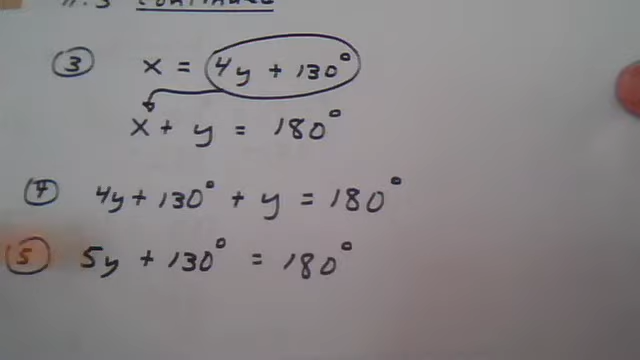 ③ x = 4y + 130°
x + y = 180°
④ 4y + 130° + y = 180°
⑤ 5y + 130° = 180°